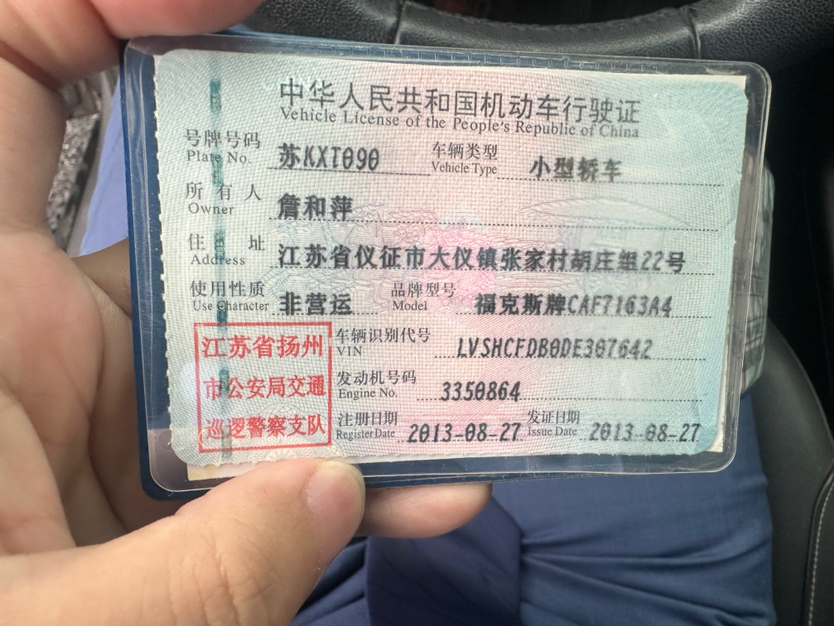 中华人民共和国机动车行驶证
Vehicle License of the People's Republic of China
号牌号码 苏KXT090 车辆类型 小型轿车
Plate No. Vehicle Type
所有人 詹和萍
Owner
住址 江苏省仪征市大仪镇张家村胡庄组22号
Address
使用性质 非营运 品牌型号 福克斯牌CAF7163A4
Use Character Model
江苏省扬州 车辆识别代号 LVSHCFDB0DE307642
VIN
市公安局交通 发动机号码 3350864
Engine No.
巡逻警察支队 注册日期 2013-08-27 发证日期 2013-08-27
Register Date Issue Date